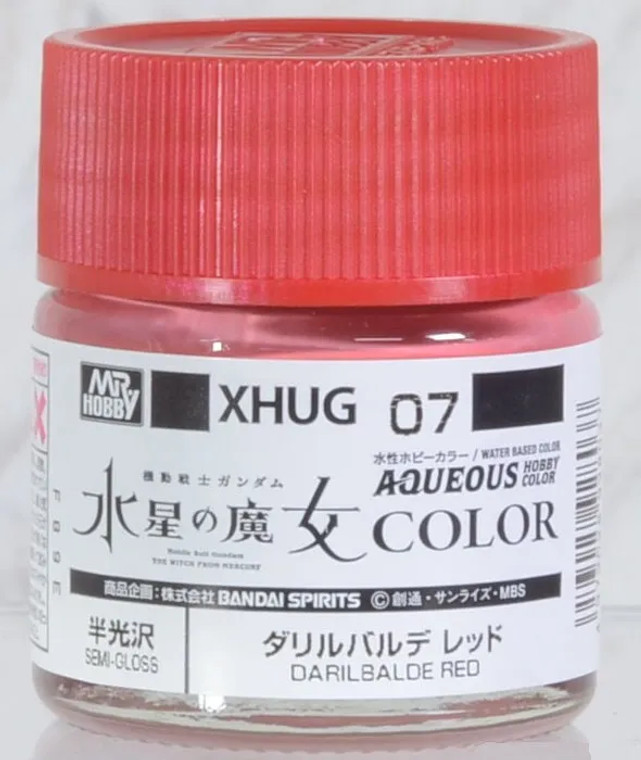 MR HOBBY
XHUG 07
水性ホビーカラー / WATER BASED COLOR
AQUEOUS HOBBY COLOR
機動戦士ガンダム
水星の魔女 COLOR
Mobile Suit Gundam
THE WITCH FROM MERCURY
商品企画：株式会社 BANDAI SPIRITS ©創通・サンライズ・MBS
半光沢
SEMI-GLOSS
ダリルバルデ レッド
DARILBALDE RED